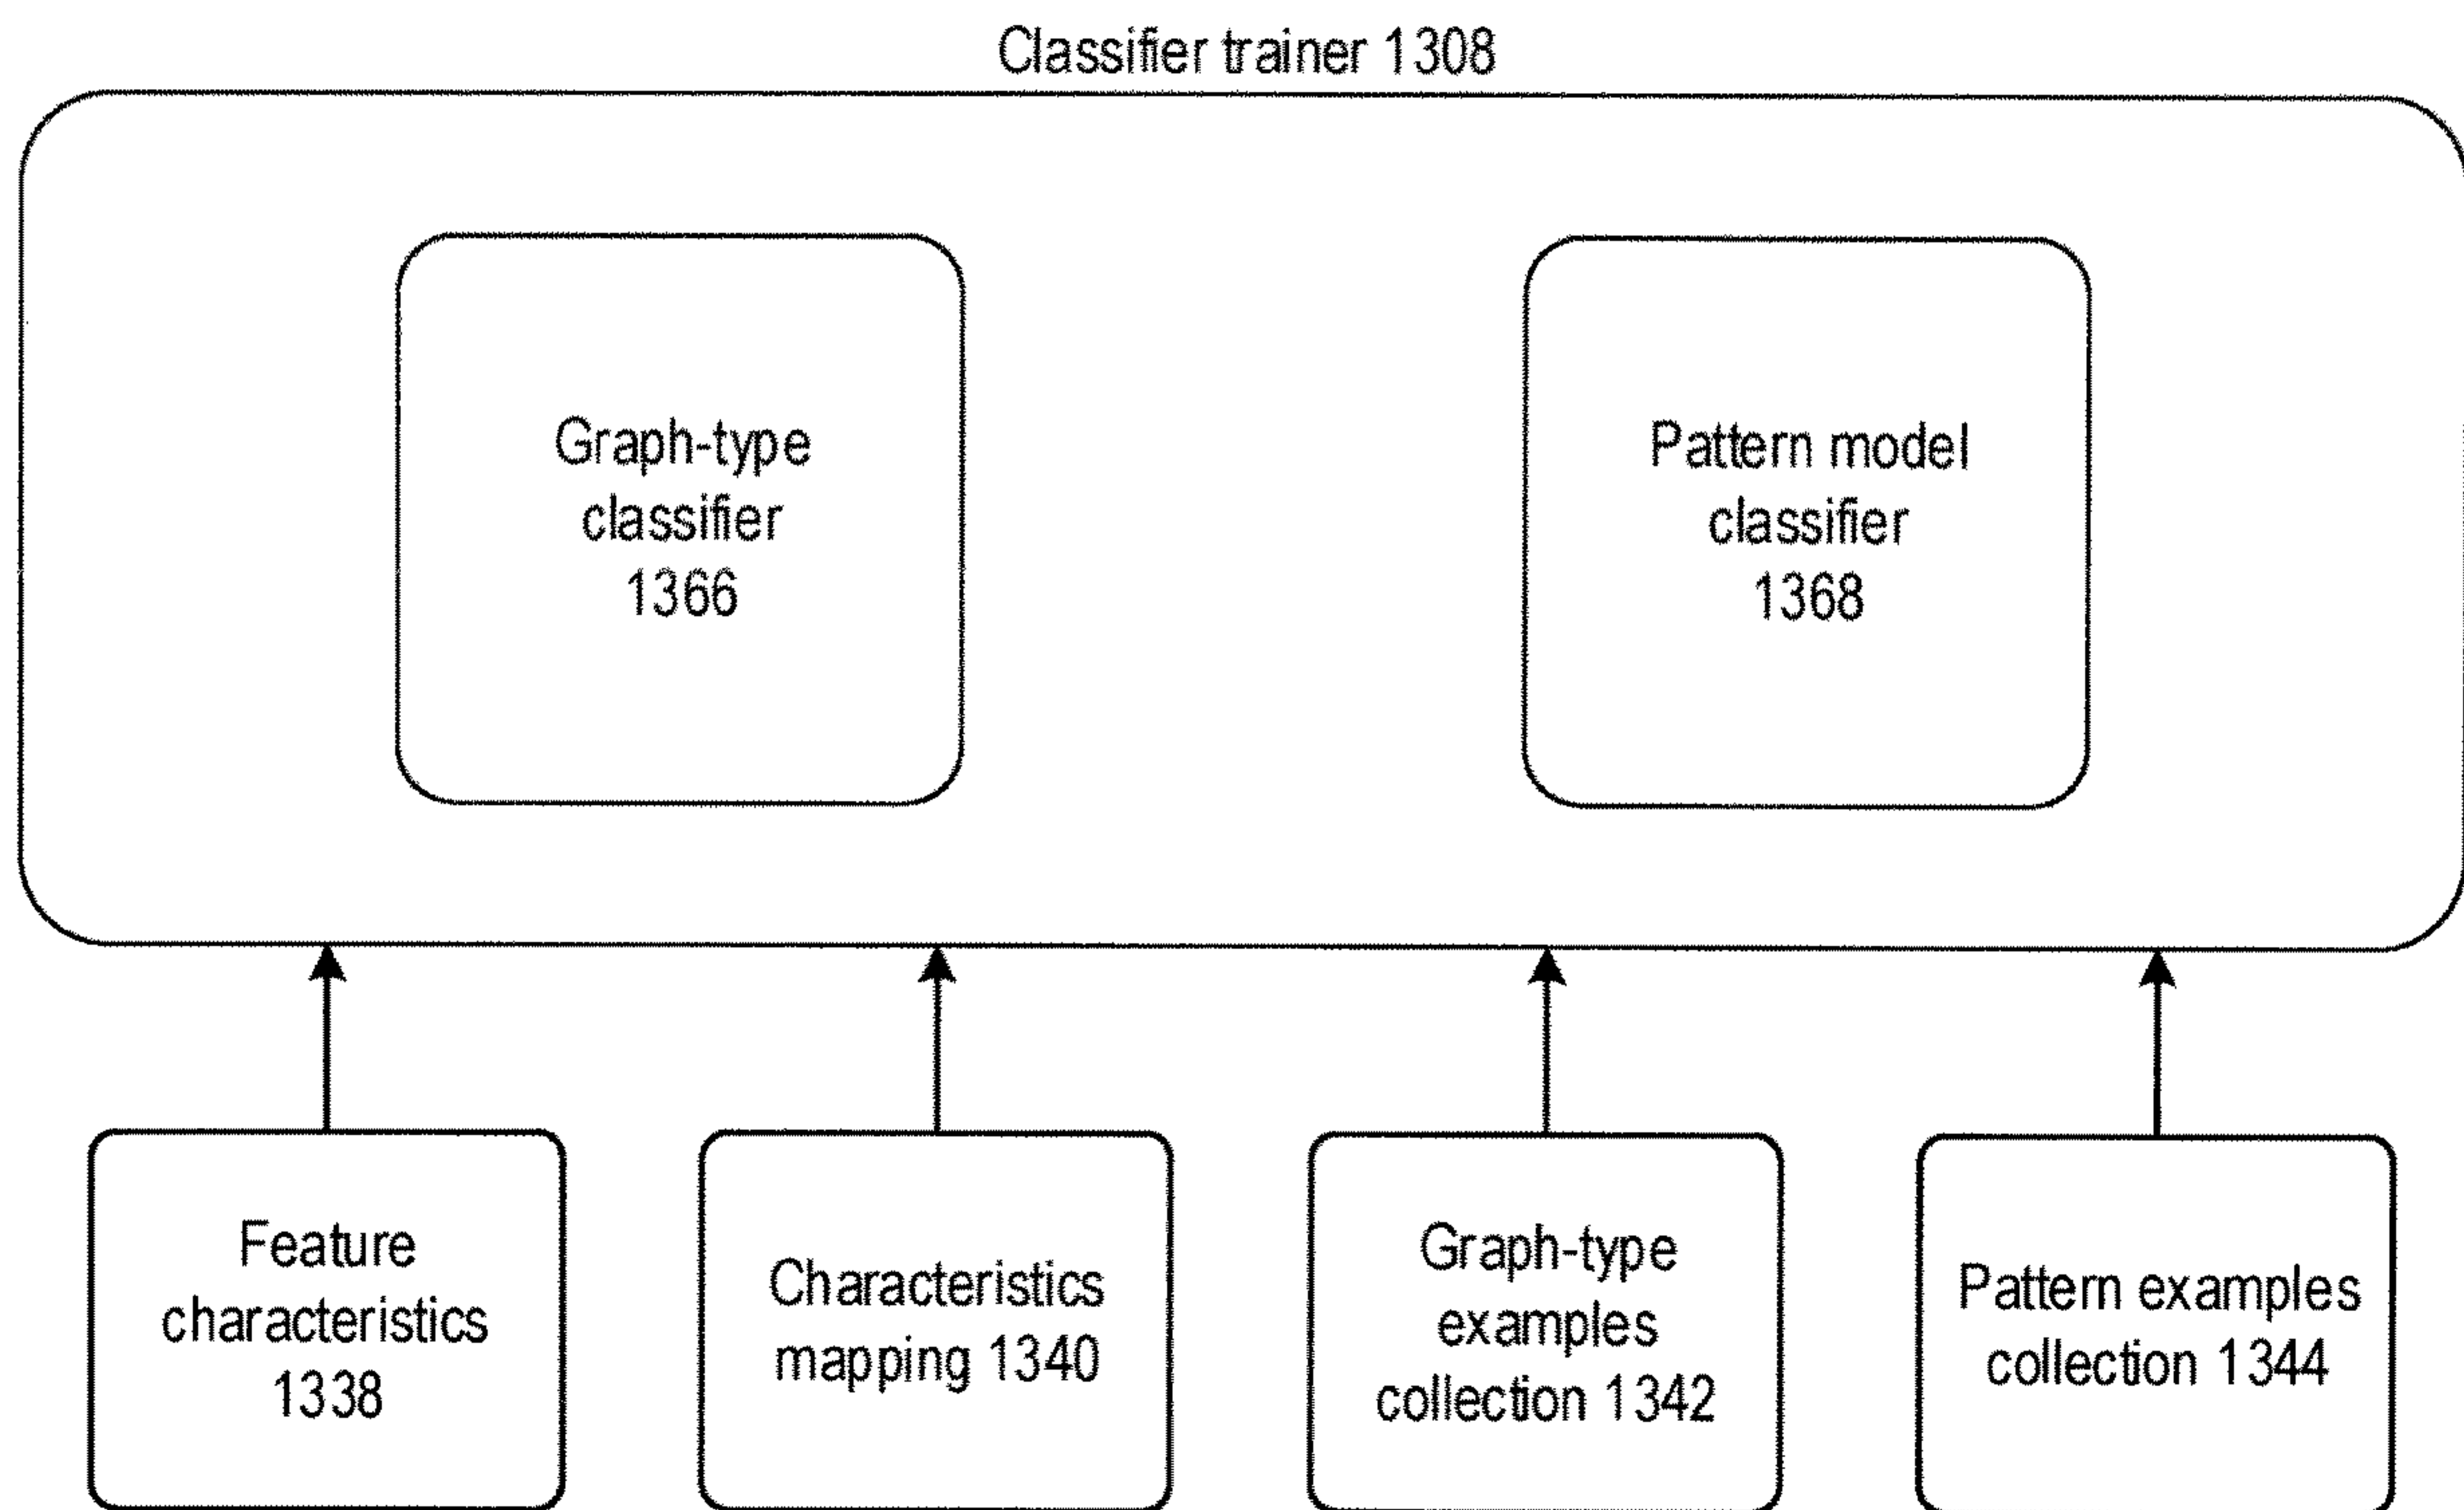 Classifier trainer 1308
Graph-type
classifier
1366
Pattern model
classifier
1368
Feature
characteristics
1338
Characteristics
mapping 1340
Graph-type
examples
collection 1342
Pattern examples
collection 1344